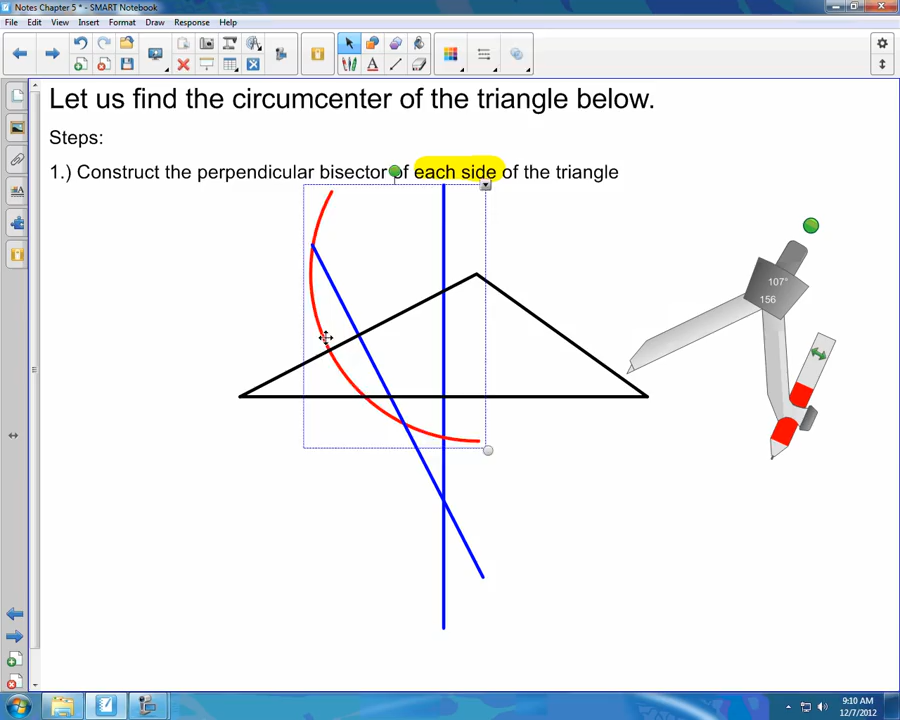 Notes Chapter 5 * - SMART Notebook
File Edit View Insert Format Draw Response Help
Let us find the circumcenter of the triangle below.
Steps:
1.) Construct the perpendicular bisector of each side of the triangle
107°
156
9:10 AM
12/7/2012